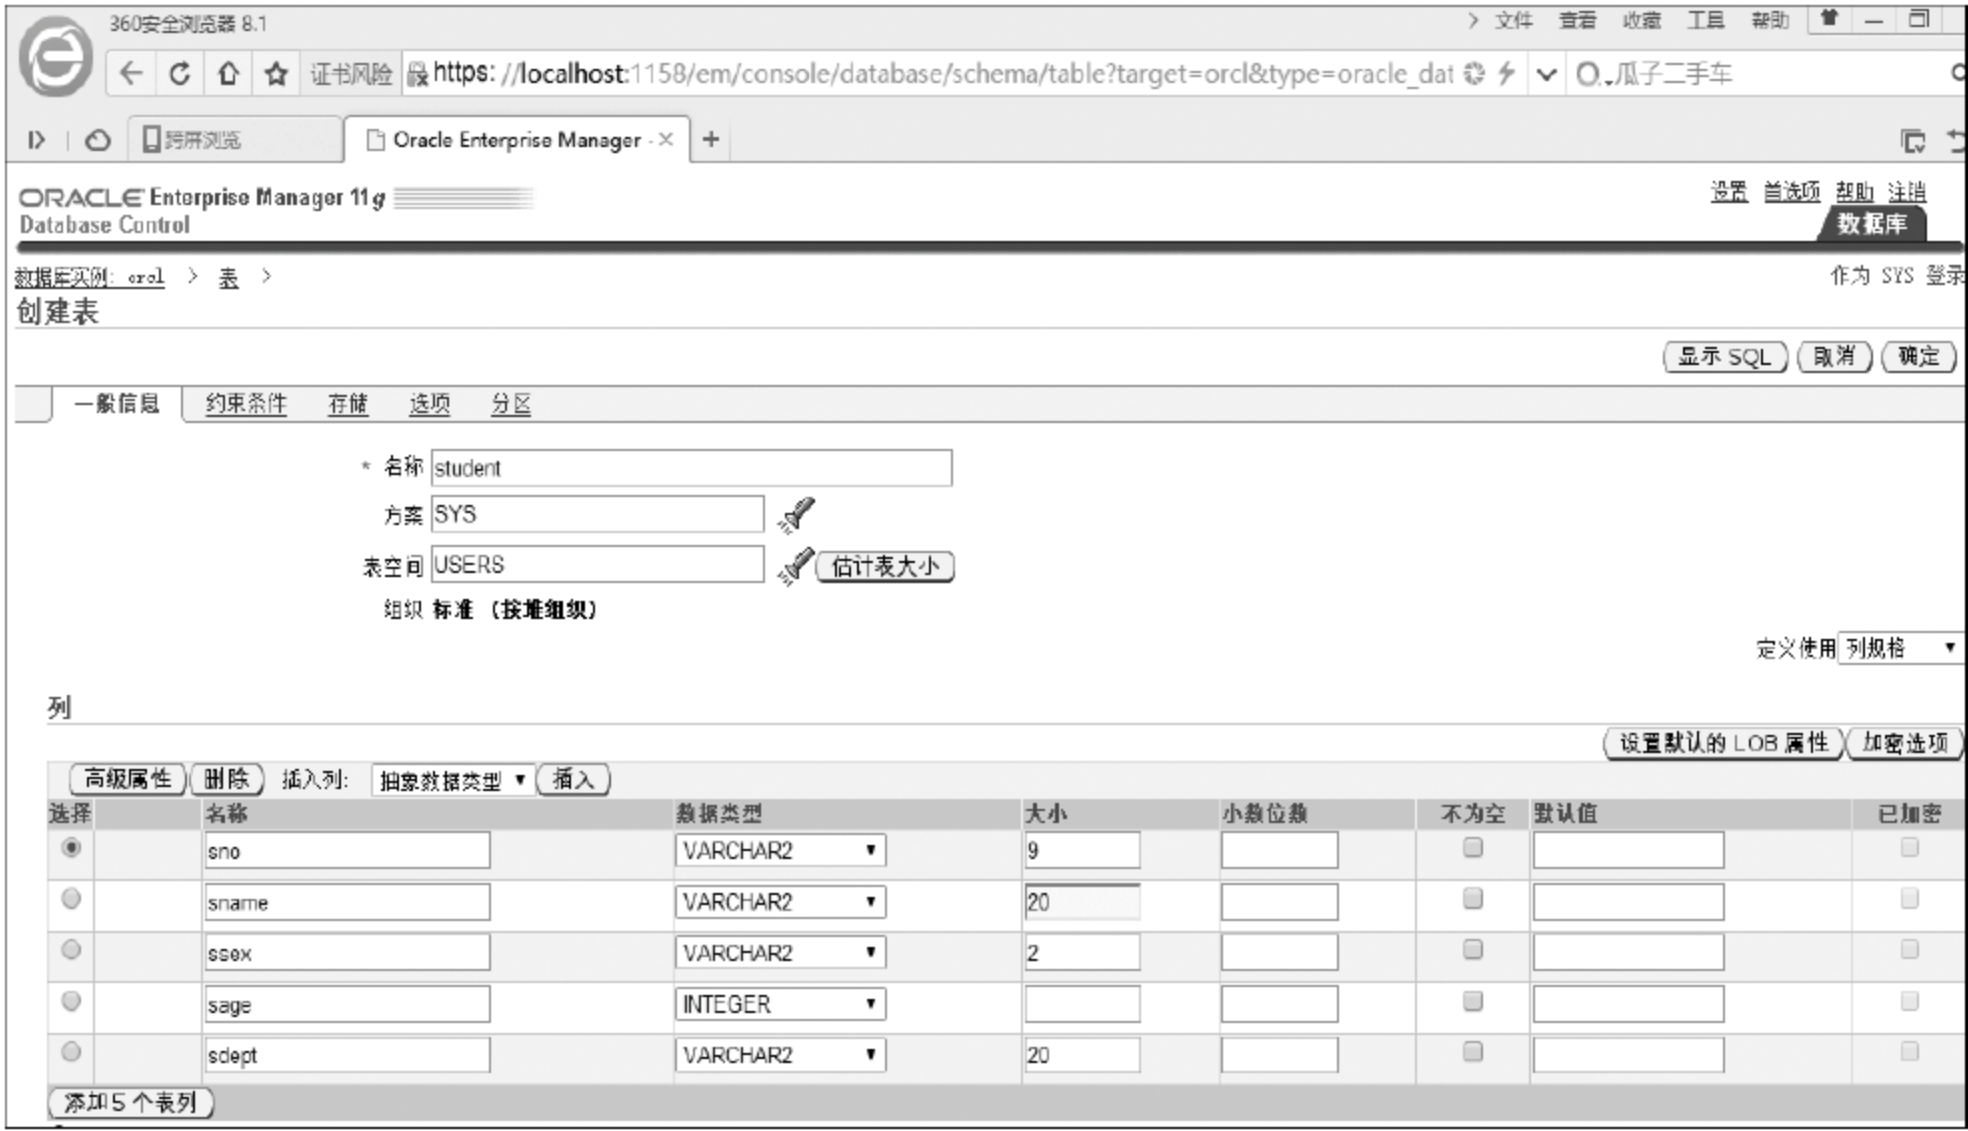 360安全浏览器 8.1
文件 查看 收藏 工具 帮助
证书风险 https://localhost:1158/em/console/database/schema/table?target=orcl&type=oracle_dat 瓜子二手车
跨屏浏览 Oracle Enterprise Manager -
ORACLE Enterprise Manager 11g
Database Control
设置 首选项 帮助 注销
数据库
数据库实例: orcl > 表 >
作为 SYS 登录
创建表
显示 SQL 取消 确定
一般信息 约束条件 存储 选项 分区
* 名称 student
方案 SYS
表空间 USERS 估计表大小
组织 标准 (按堆组织)
定义使用 列规格
列
设置默认的 LOB 属性 加密选项
高级属性 删除 插入列: 抽象数据类型 插入
选择 名称 数据类型 大小 小数位数 不为空 默认值 已加密
sno VARCHAR2 9
sname VARCHAR2 20
ssex VARCHAR2 2
sage INTEGER
sdept VARCHAR2 20
添加 5 个表列